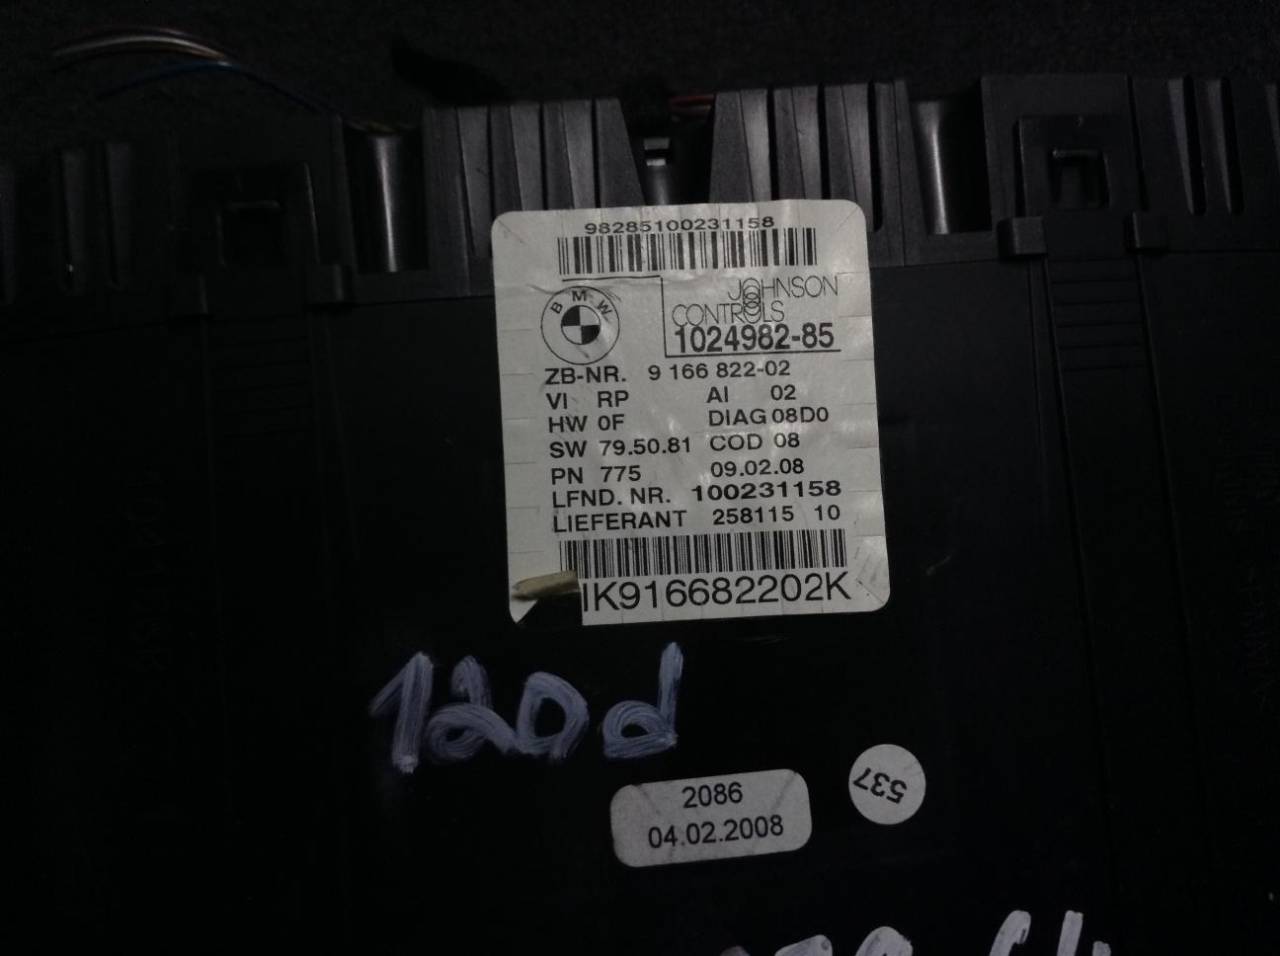 98285100231158
BMW
JOHNSON
CONTROLS
1024982-85
ZB-NR. 9 166 822-02
VI RP AI 02
HW 0F DIAG 08D0
SW 79.50.81 COD 08
PN 775 09.02.08
LFND. NR. 100231158
LIEFERANT 258115 10
IK916682202K
120d
2086
04.02.2008
537